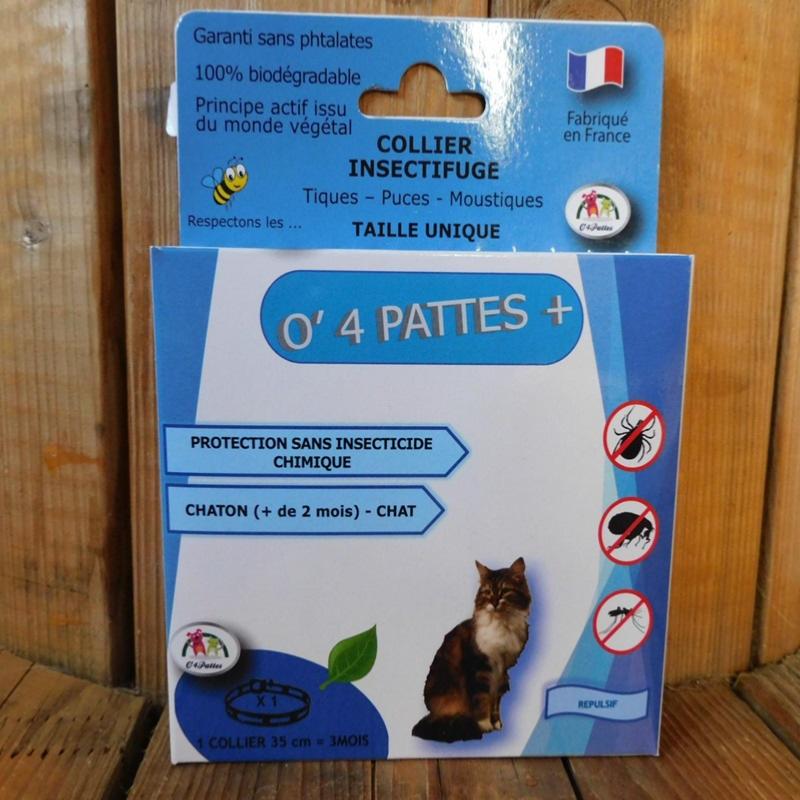 Garanti sans phtalates
100% biodégradable
Principe actif issu
du monde végétal
Fabriqué
en France
COLLIER
INSECTIFUGE
Tiques – Puces - Moustiques
Respectons les ...
TAILLE UNIQUE
O' 4 PATTES +
PROTECTION SANS INSECTICIDE
CHIMIQUE
CHATON (+ de 2 mois) - CHAT
X 1
1 COLLIER 35 cm = 3MOIS
REPULSIF